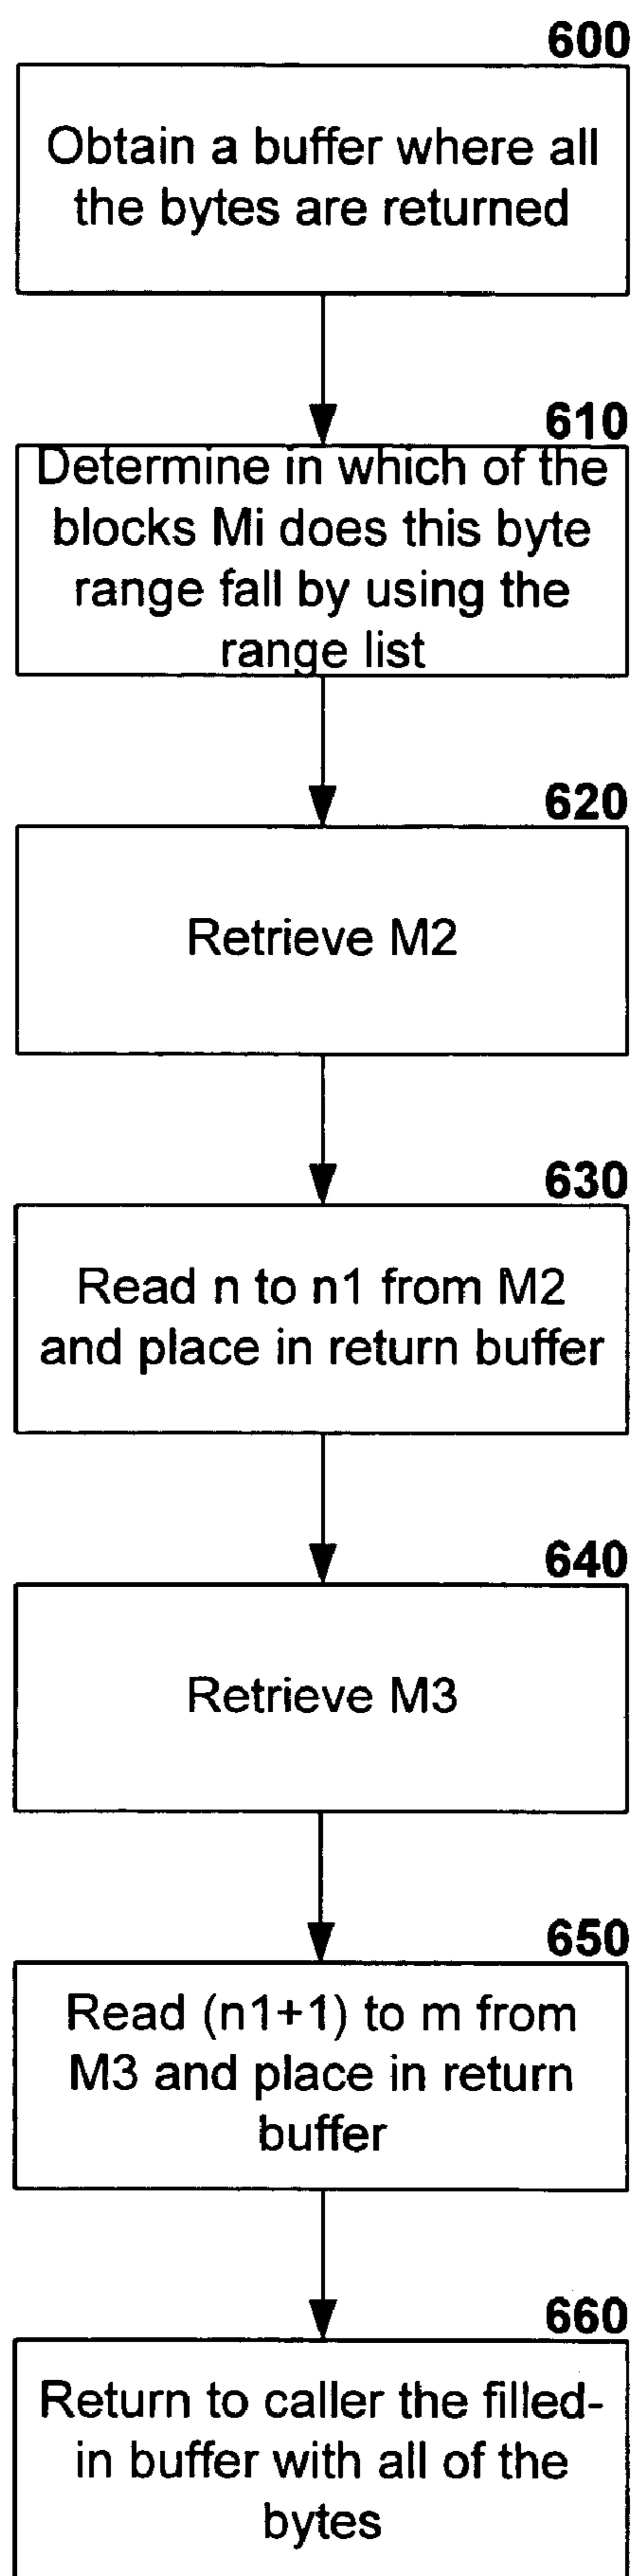 600
Obtain a buffer where all
the bytes are returned
610
Determine in which of the
blocks Mi does this byte
range fall by using the
range list
620
Retrieve M2
630
Read n to n1 from M2
and place in return buffer
640
Retrieve M3
650
Read (n1+1) to m from
M3 and place in return
buffer
660
Return to caller the filled-
in buffer with all of the
bytes